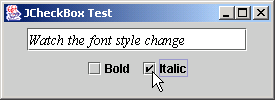 JCheckBox Test
Watch the font style change
Bold Italic